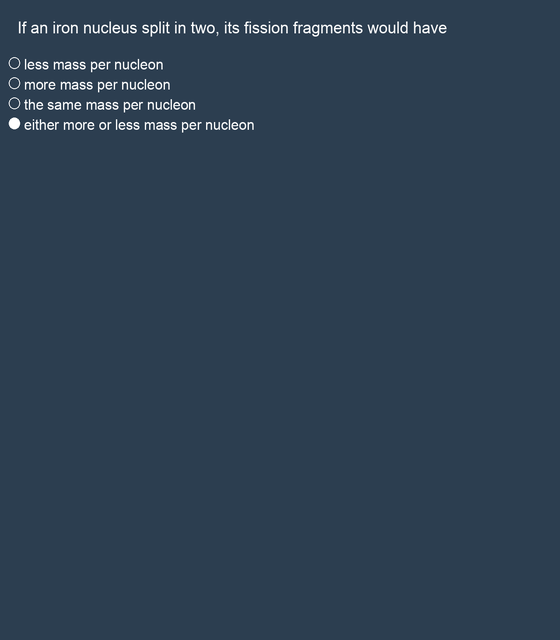 If an iron nucleus split in two, its fission fragments would have
less mass per nucleon
more mass per nucleon
the same mass per nucleon
either more or less mass per nucleon